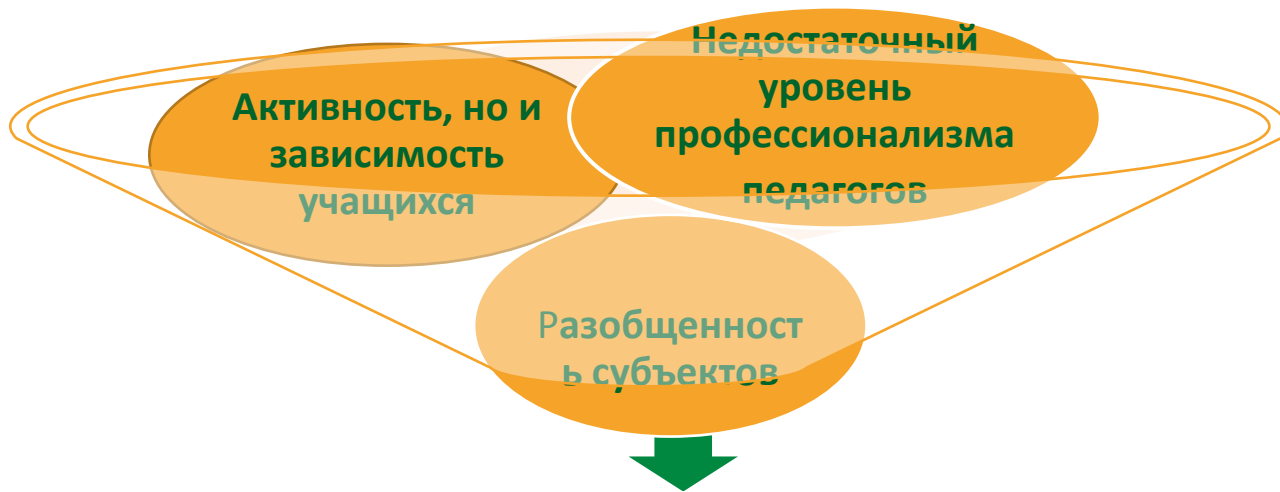 Активность, но и
зависимость
учащихся
Недостаточный
уровень
профессионализма
педагогов
Разобщенност
ь субъектов